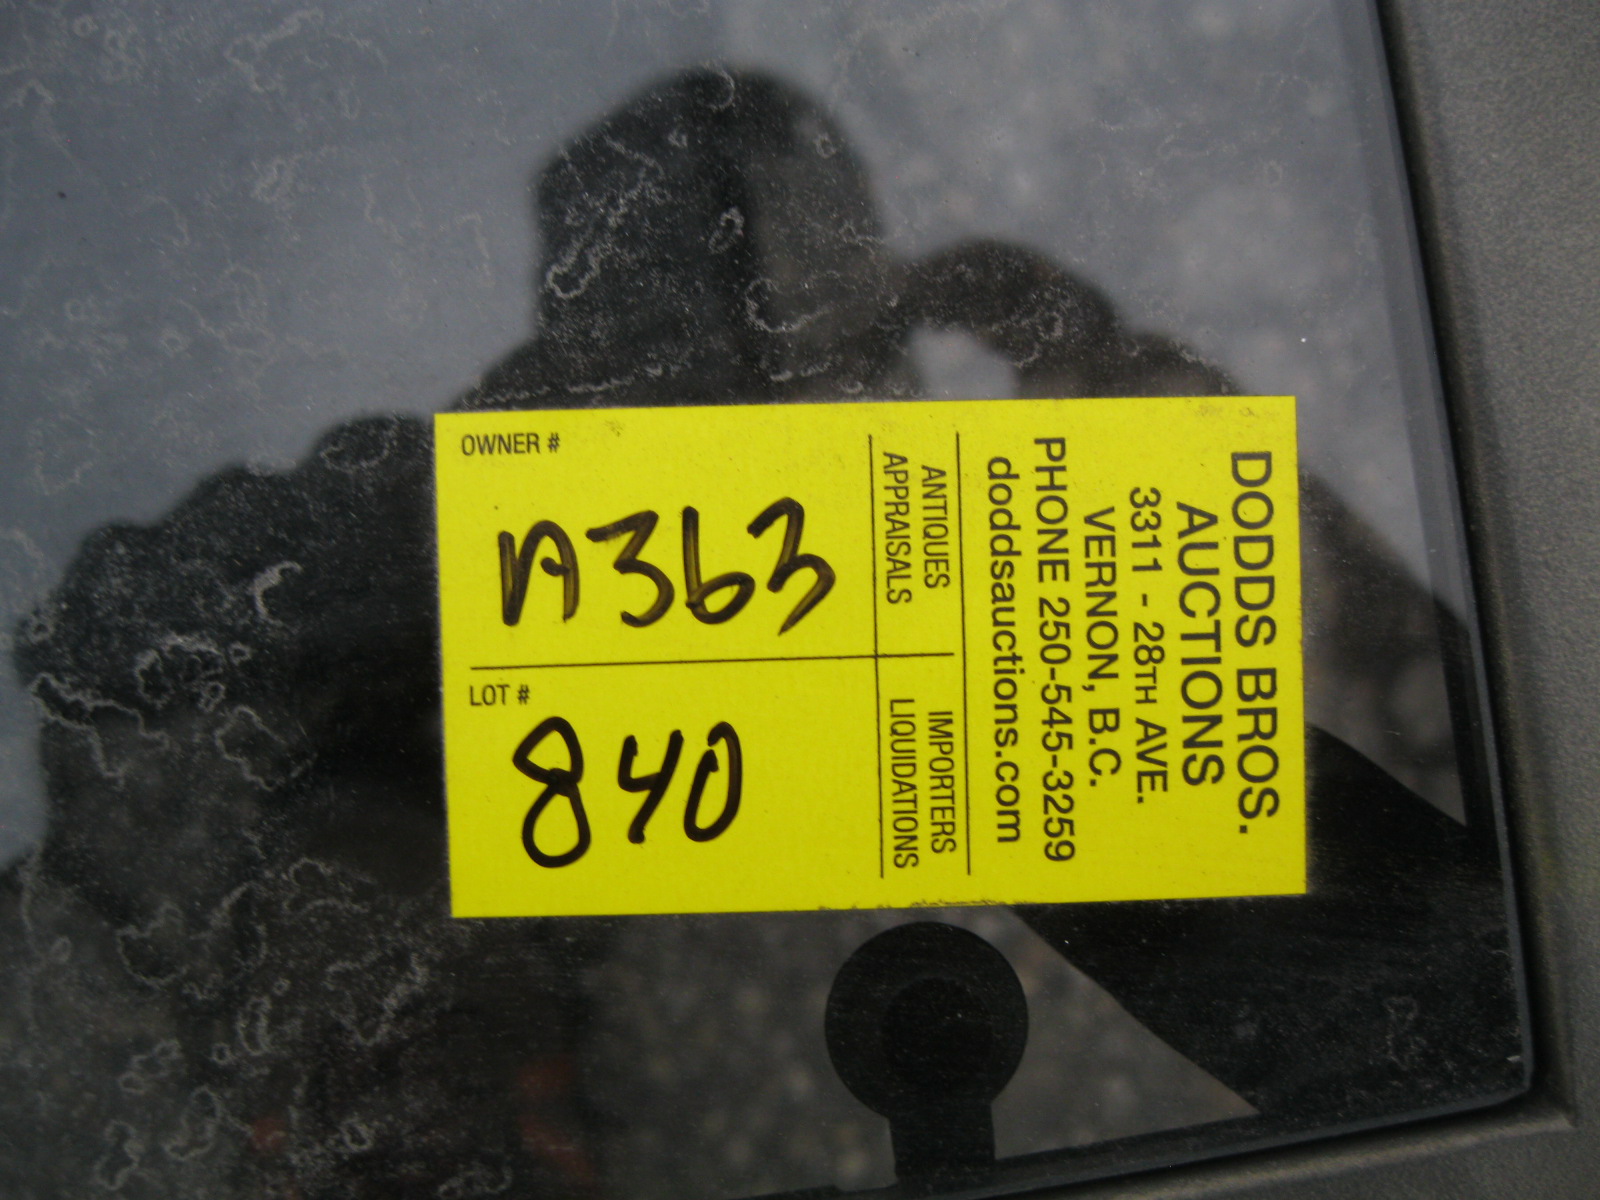 DODDS BROS.
AUCTIONS
3311 - 28TH AVE.
VERNON, B.C.
PHONE 250-545-3259
doddsauctions.com
ANTIQUES IMPORTERS
APPRAISALS LIQUIDATIONS
OWNER #
A363
LOT #
840